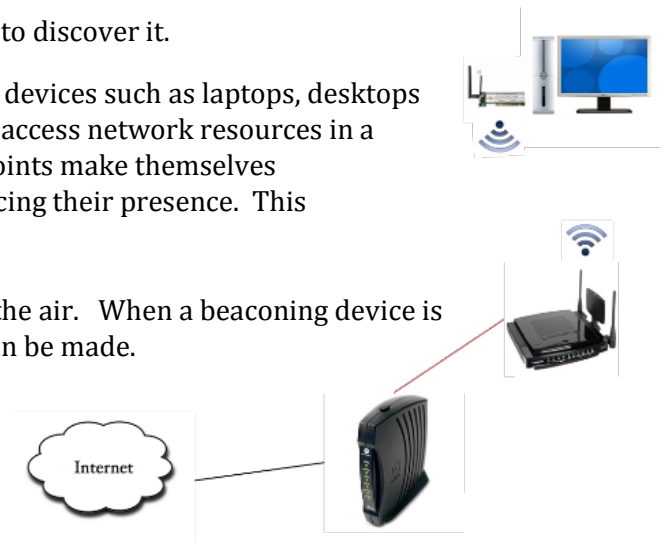 to discover it.
devices such as laptops, desktops
access network resources in a
oints make themselves
cing their presence.  This
the air.   When a beaconing device is
n be made.
Internet